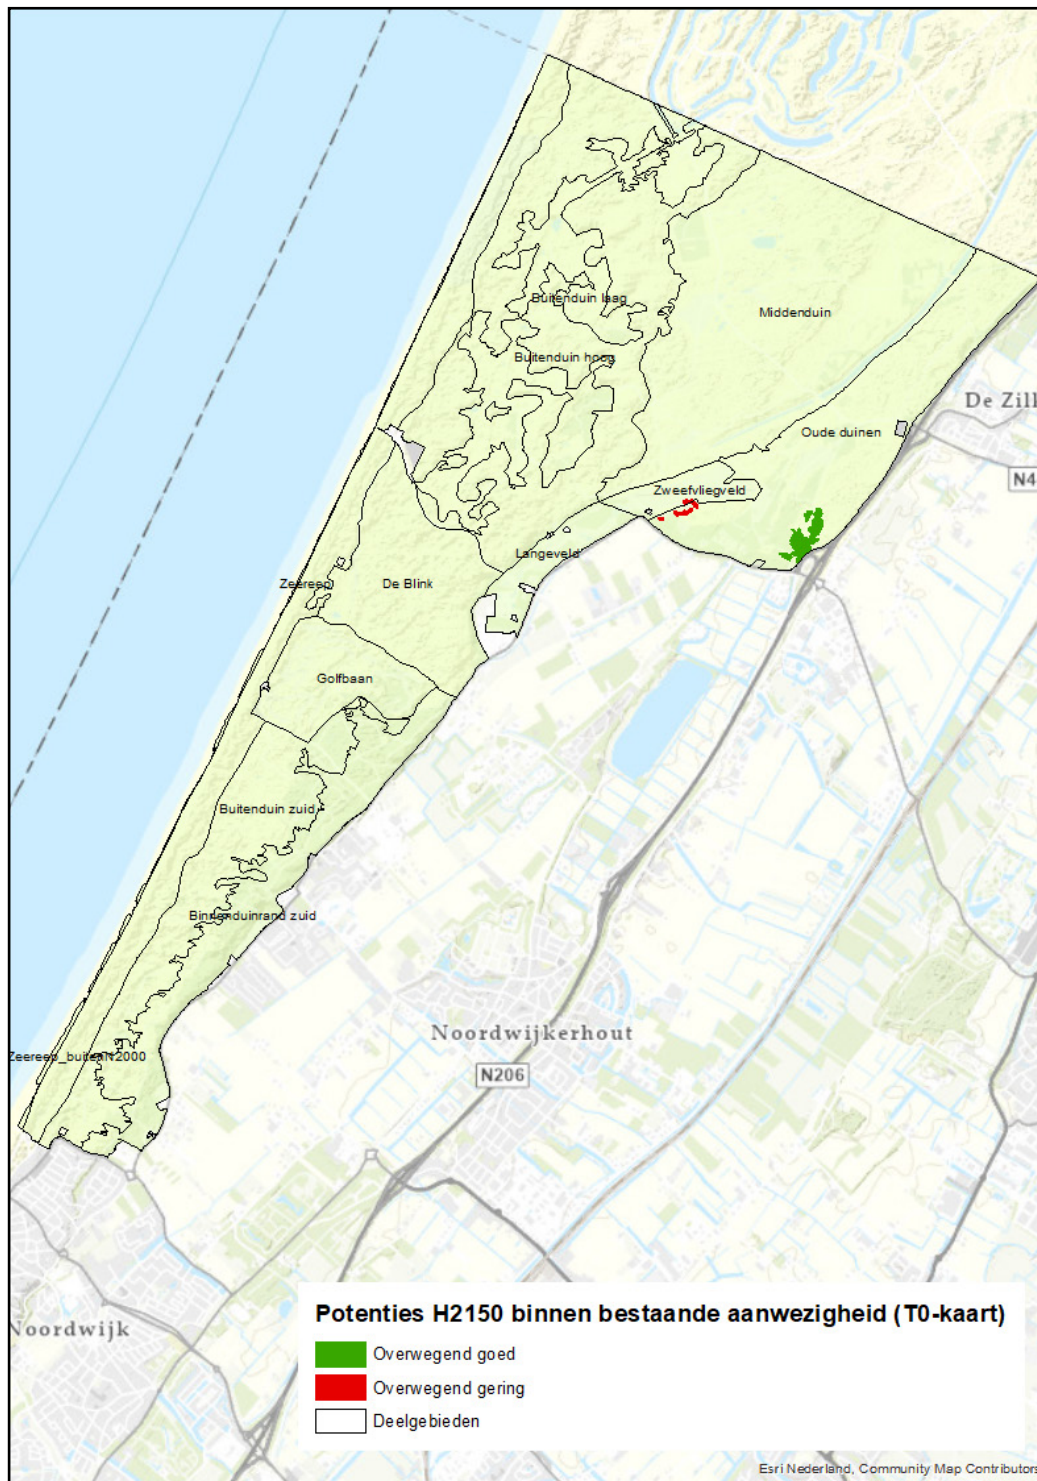 Buitenduin laag
Middenduin
Buitenduin hoog
De Zilk
Oude duinen
N4
Zweefvliegveld
Langeveld
Zeereep
De Blink
Golfbaan
Buitenduin zuid
Binnenduinrand zuid
Noordwijkerhout
Zeereep_buitenN2000
N206
Noordwijk
Potenties H2150 binnen bestaande aanwezigheid (T0-kaart)
Overwegend goed
Overwegend gering
Deelgebieden
Esri Nederland, Community Map Contributors